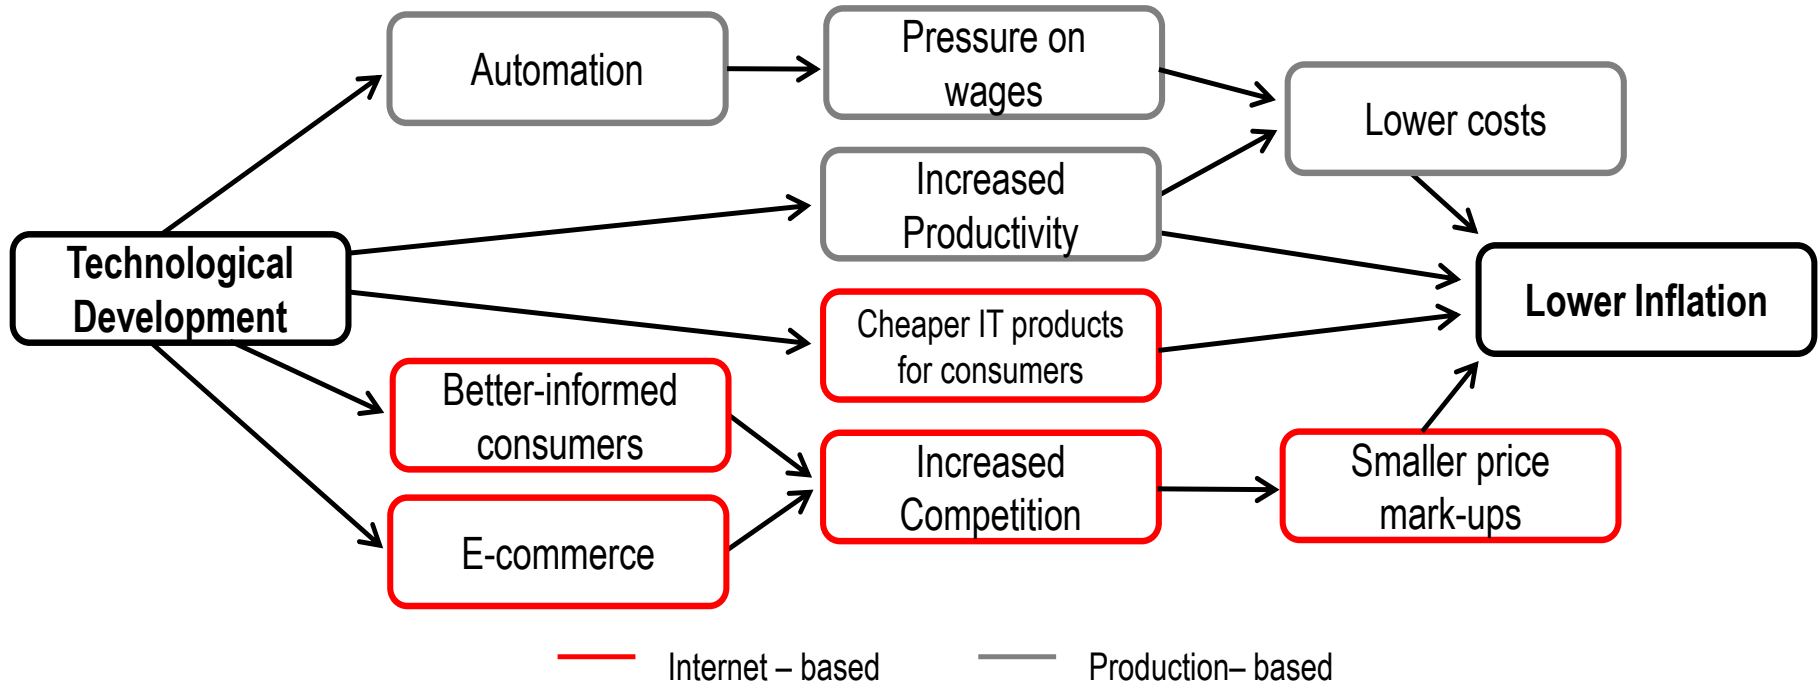 Automation
Pressure on
wages
Lower costs
Increased
Productivity
Technological
Development
Lower Inflation
Cheaper IT products
for consumers
Better-informed
consumers
Increased
Competition
Smaller price
mark-ups
E-commerce
Internet – based
Production– based